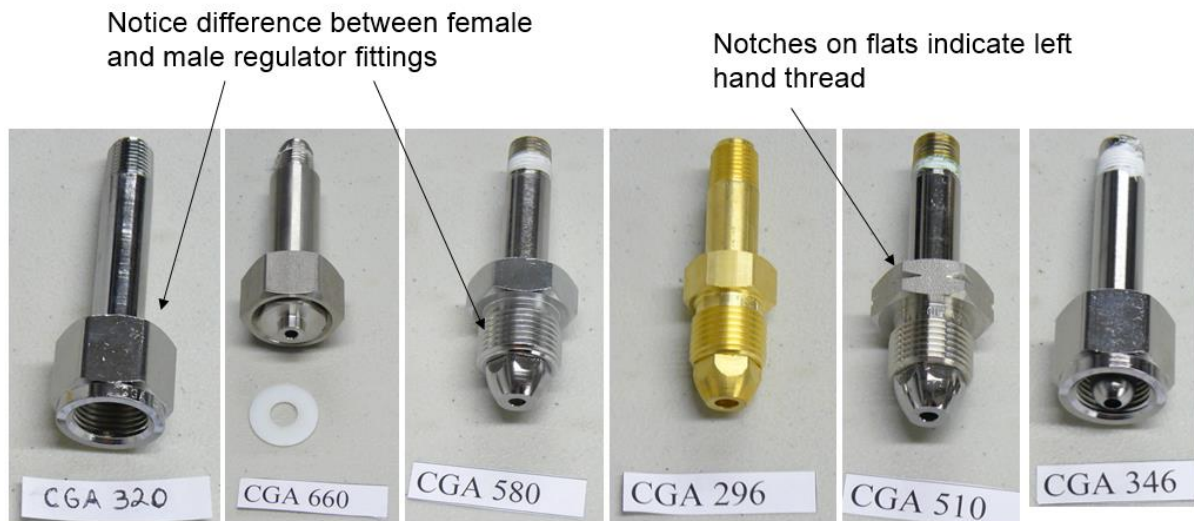 Notice difference between female
and male regulator fittings
Notches on flats indicate left
hand thread
CGA 320
CGA 660
CGA 580
CGA 296
CGA 510
CGA 346